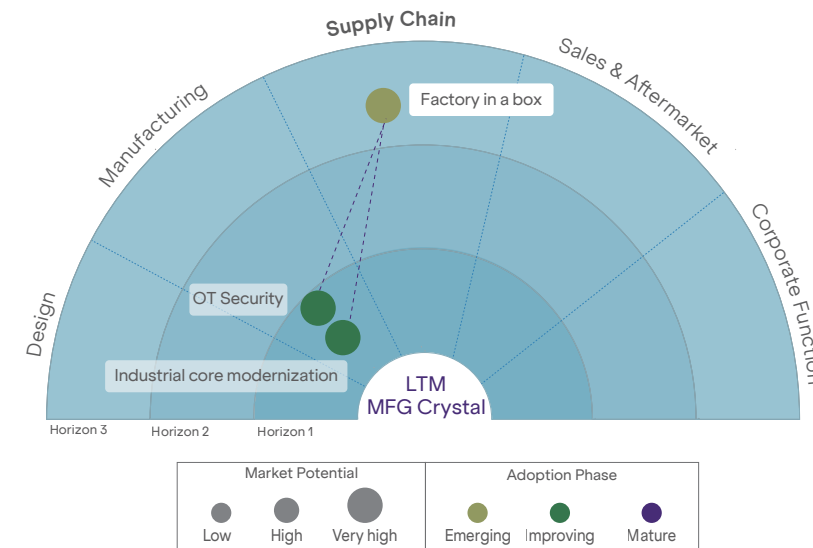 Supply Chain
Manufacturing
Sales & Aftermarket
Design
Corporate Function
Factory in a box
OT Security
Industrial core modernization
LTM
MFG Crystal
Horizon 3
Horizon 2
Horizon 1
Market Potential
Low
High
Very high
Adoption Phase
Emerging
Improving
Mature